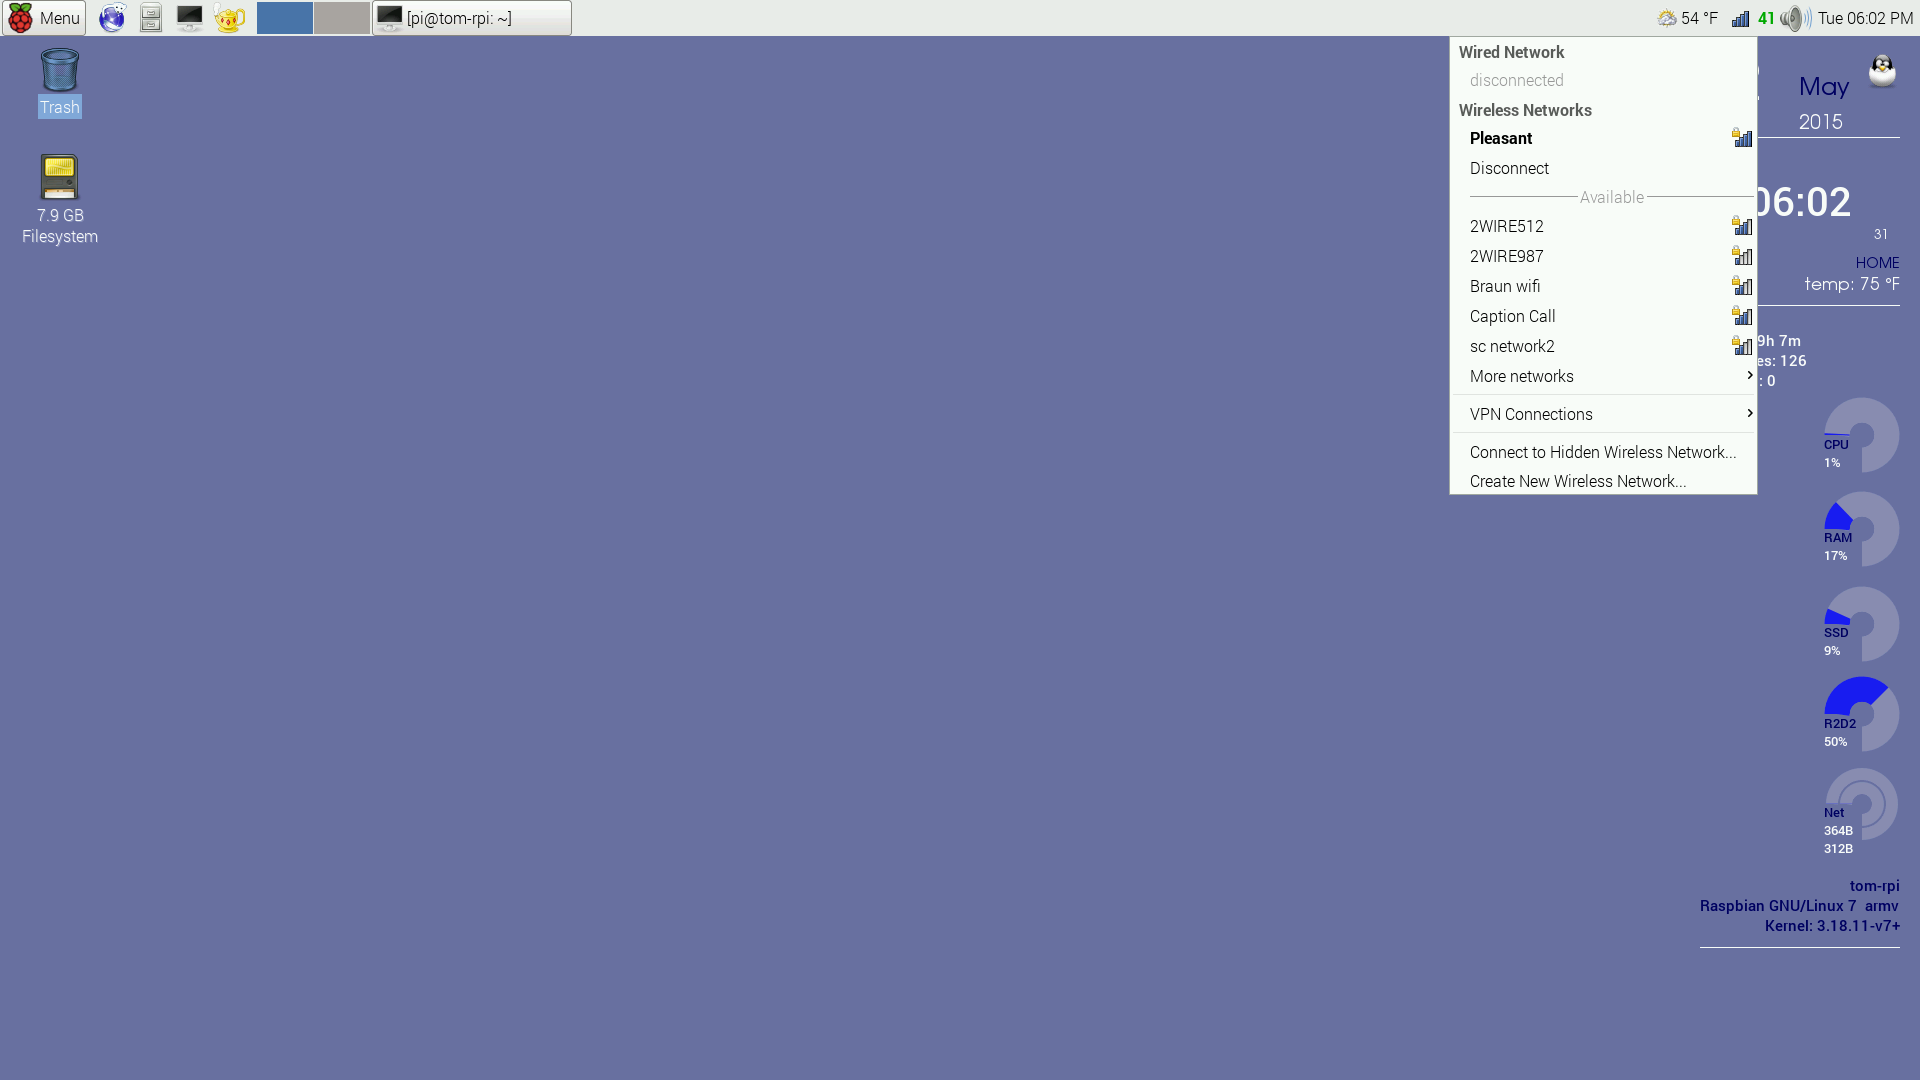 Menu
[pi@tom-rpi: ~]
54 °F
41
Tue 06:02 PM
Trash
7.9 GB
Filesystem
Wired Network
disconnected
Wireless Networks
Pleasant
Disconnect
Available
2WIRE512
2WIRE987
Braun wifi
Caption Call
sc network2
More networks
VPN Connections
Connect to Hidden Wireless Network...
Create New Wireless Network...
May
2015
06:02
31
HOME
temp: 75 °F
9h 7m
es: 126
: 0
CPU
1%
RAM
17%
SSD
9%
R2D2
50%
Net
364B
312B
tom-rpi
Raspbian GNU/Linux 7 armv
Kernel: 3.18.11-v7+